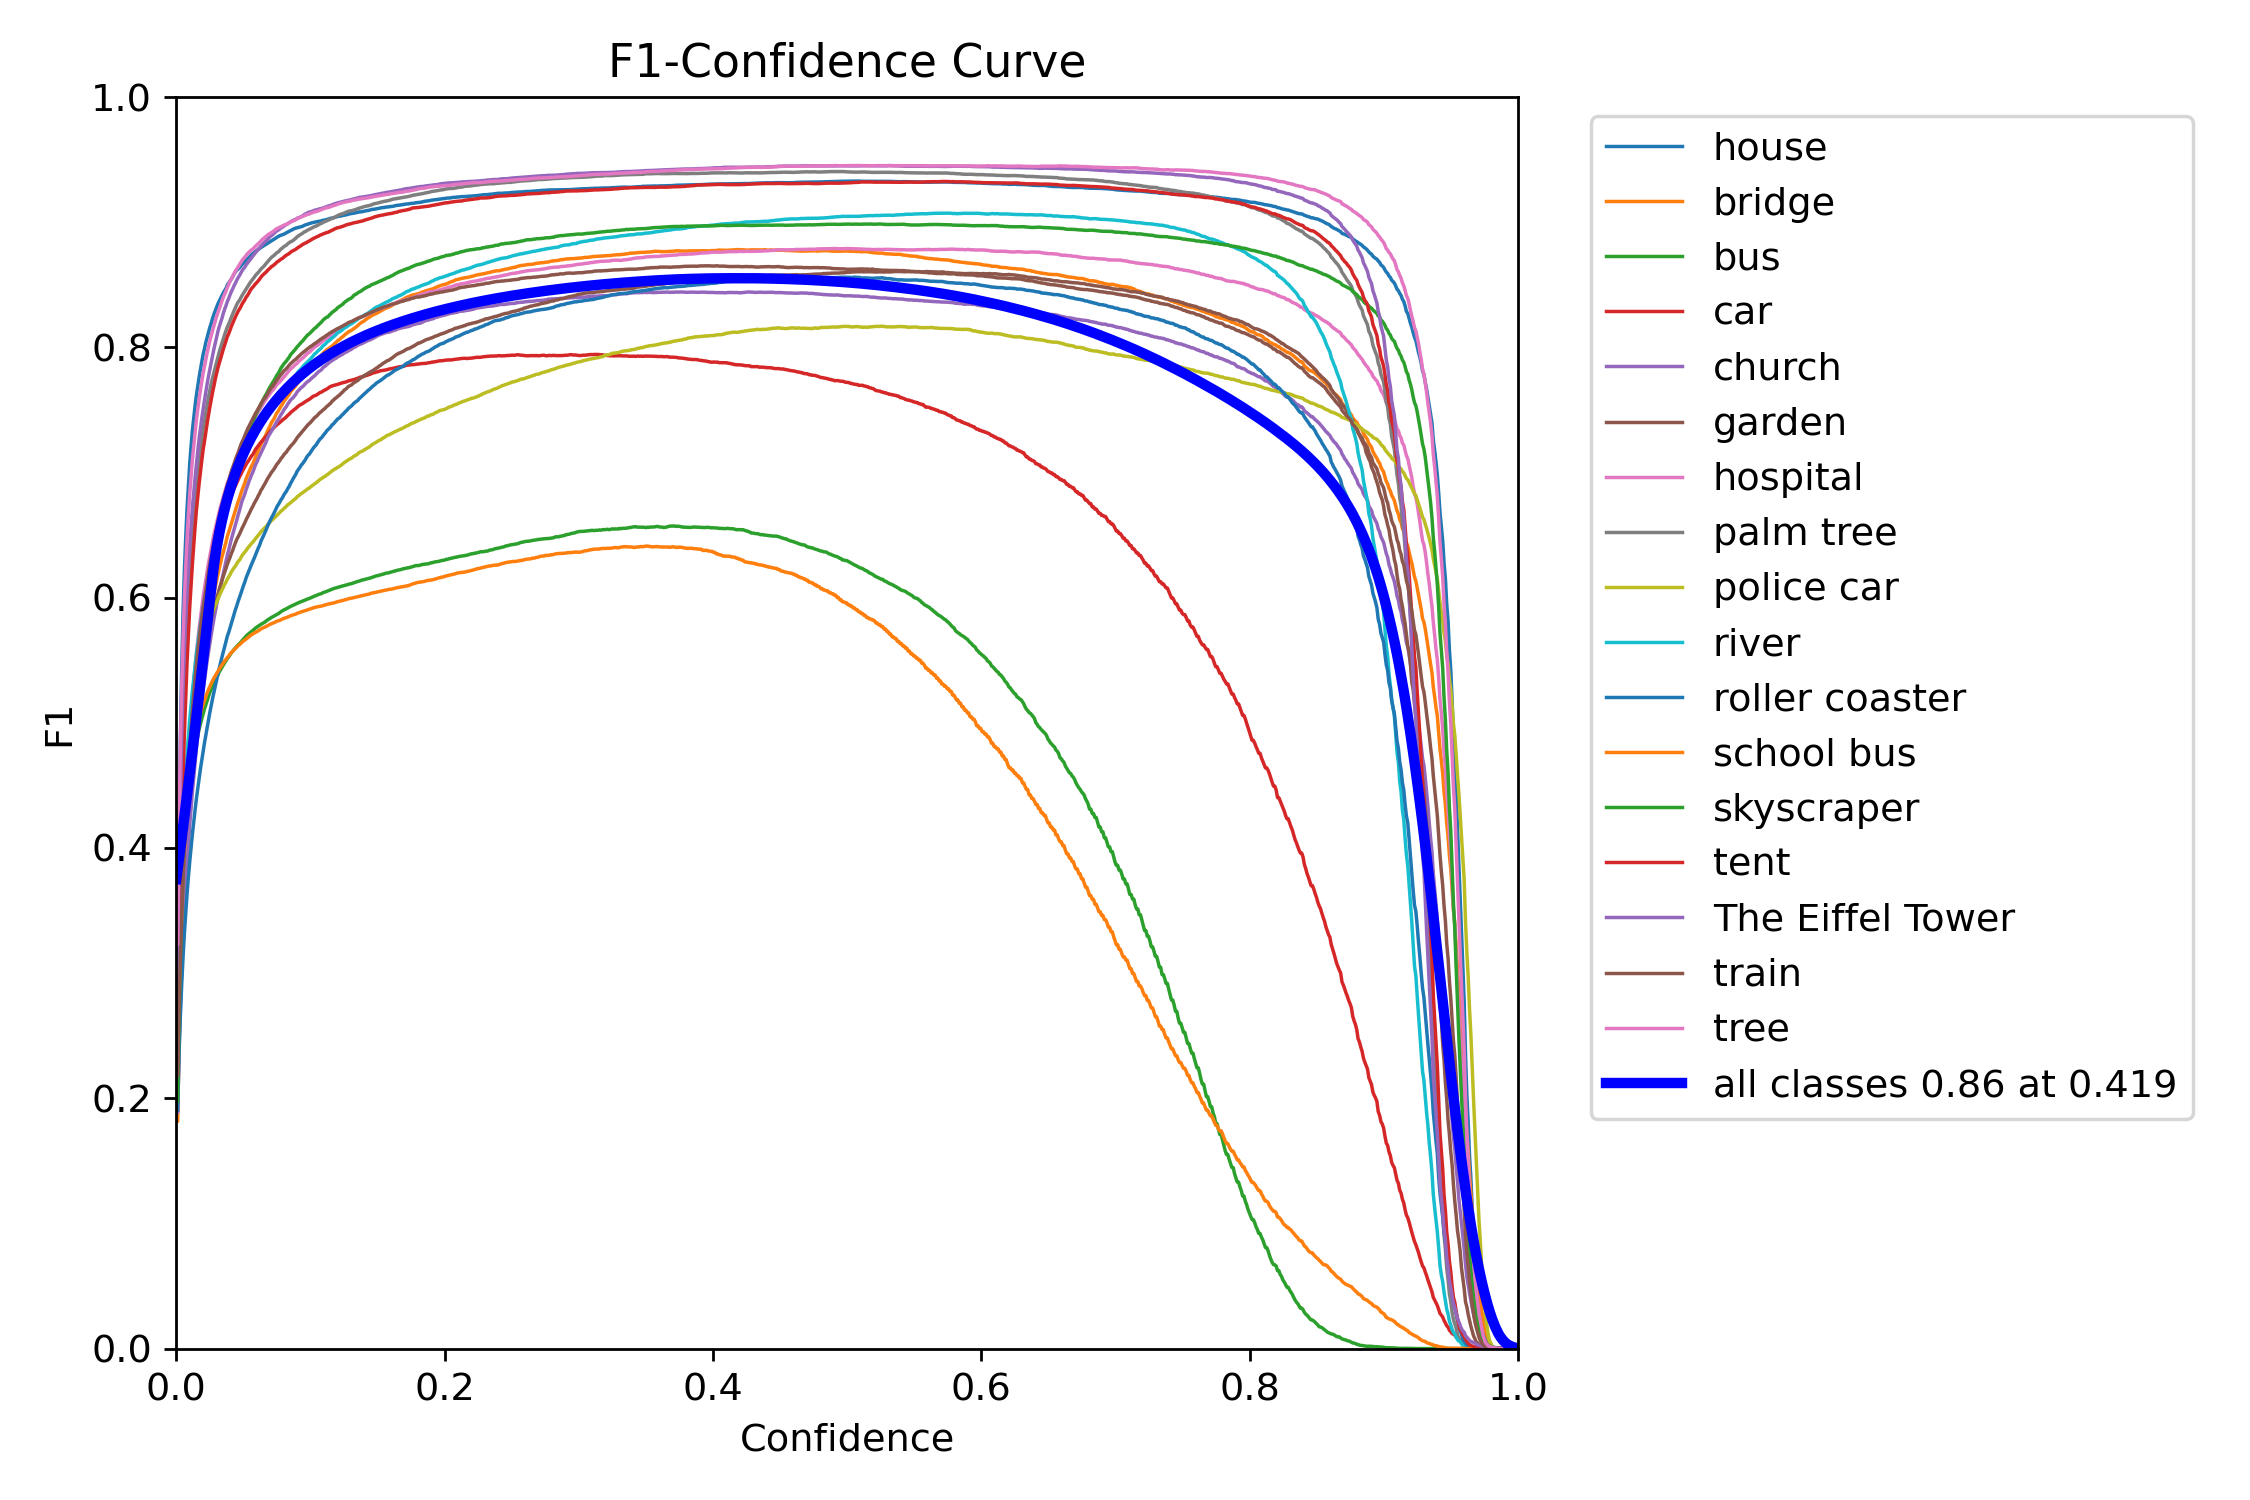 F1-Confidence Curve
1.0
0.8
0.6
0.4
0.2
0.0
F1
0.0 0.2 0.4 0.6 0.8 1.0
Confidence
house
bridge
bus
car
church
garden
hospital
palm tree
police car
river
roller coaster
school bus
skyscraper
tent
The Eiffel Tower
train
tree
all classes 0.86 at 0.419